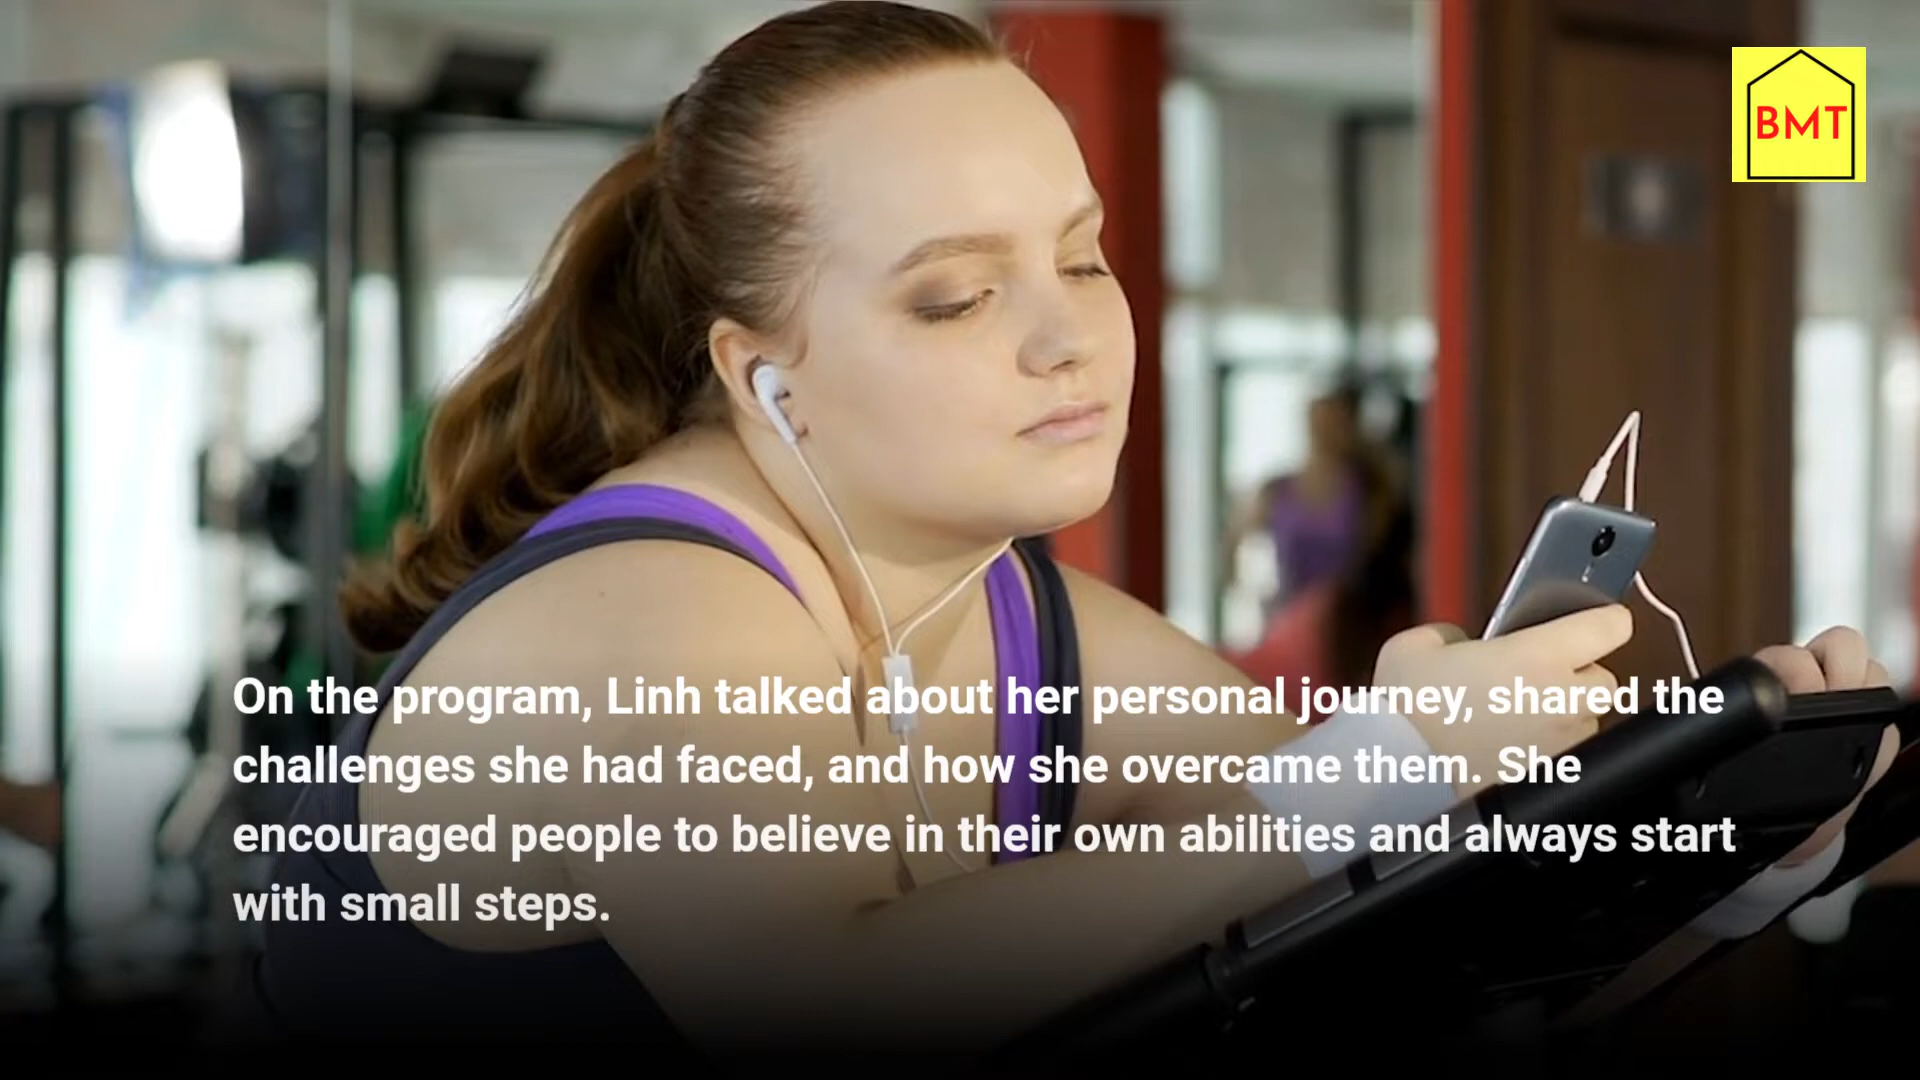 BMT
On the program, Linh talked about her personal journey, shared the
challenges she had faced, and how she overcame them. She
encouraged people to believe in their own abilities and always start
with small steps.